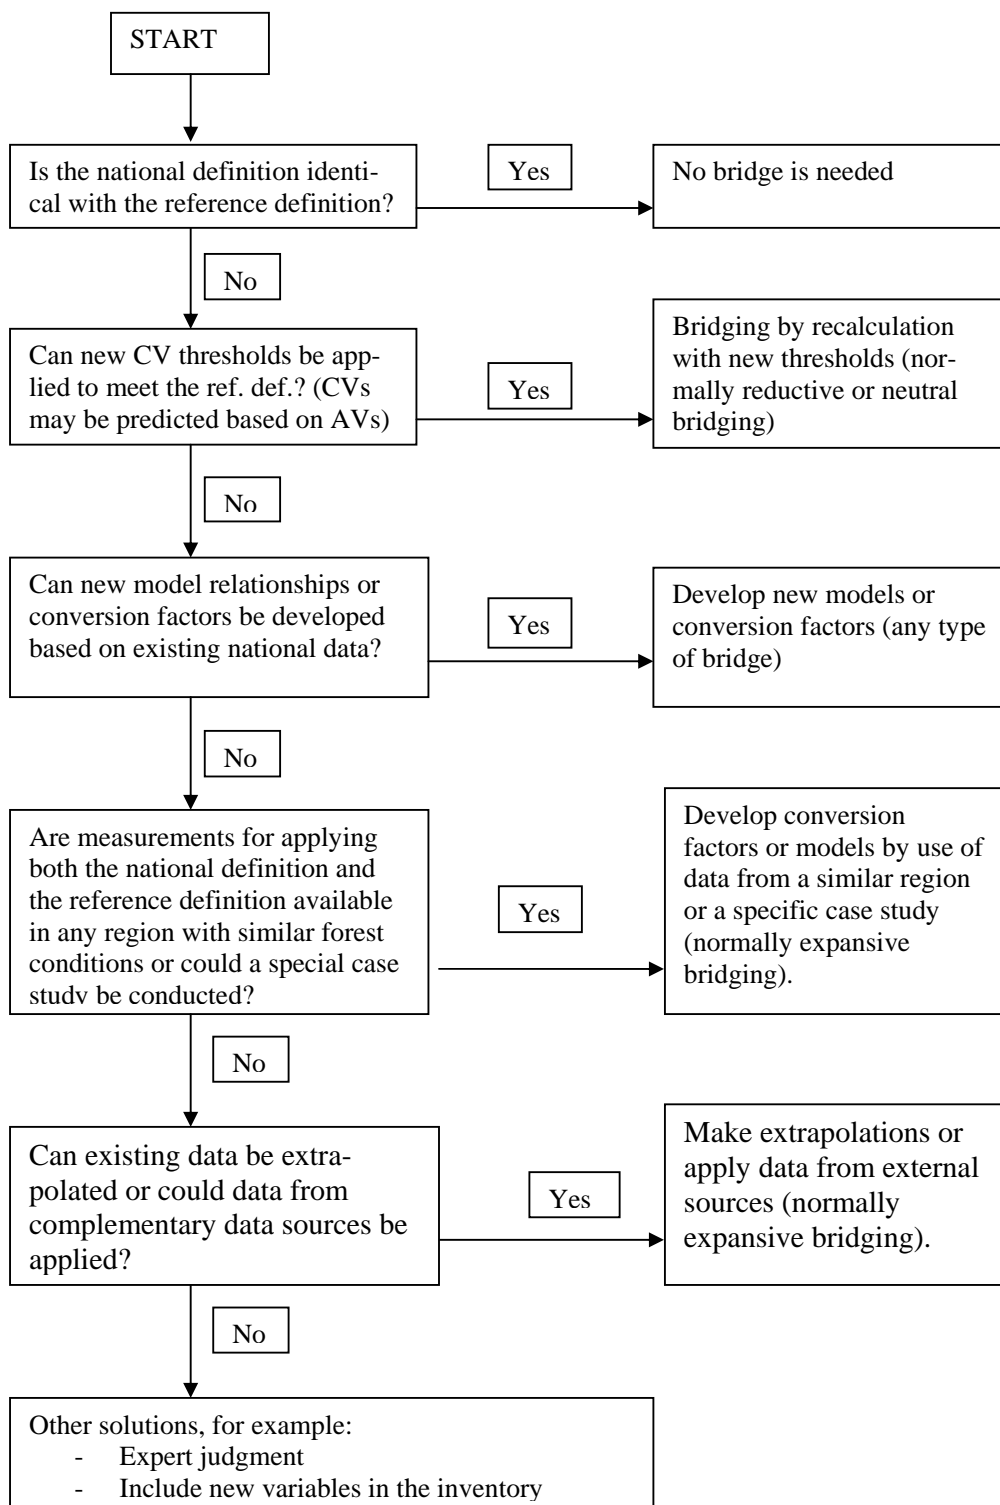 START
Is the national definition identi-
cal with the reference definition?
Yes
No bridge is needed
No
Can new CV thresholds be ap-
plied to meet the ref. def.? (CVs
may be predicted based on AVs)
Yes
Bridging by recalculation
with new thresholds (nor-
mally reductive or neutral
bridging)
No
Can new model relationships or
conversion factors be developed
based on existing national data?
Yes
Develop new models or
conversion factors (any type
of bridge)
No
Are measurements for applying
both the national definition and
the reference definition available
in any region with similar forest
conditions or could a special case
study be conducted?
Yes
Develop conversion
factors or models by use of
data from a similar region
or a specific case study
(normally expansive
bridging).
No
Can existing data be extra-
polated or could data from
complementary data sources be
applied?
Yes
Make extrapolations or
apply data from external
sources (normally
expansive bridging).
No
Other solutions, for example:
- Expert judgment
- Include new variables in the inventory